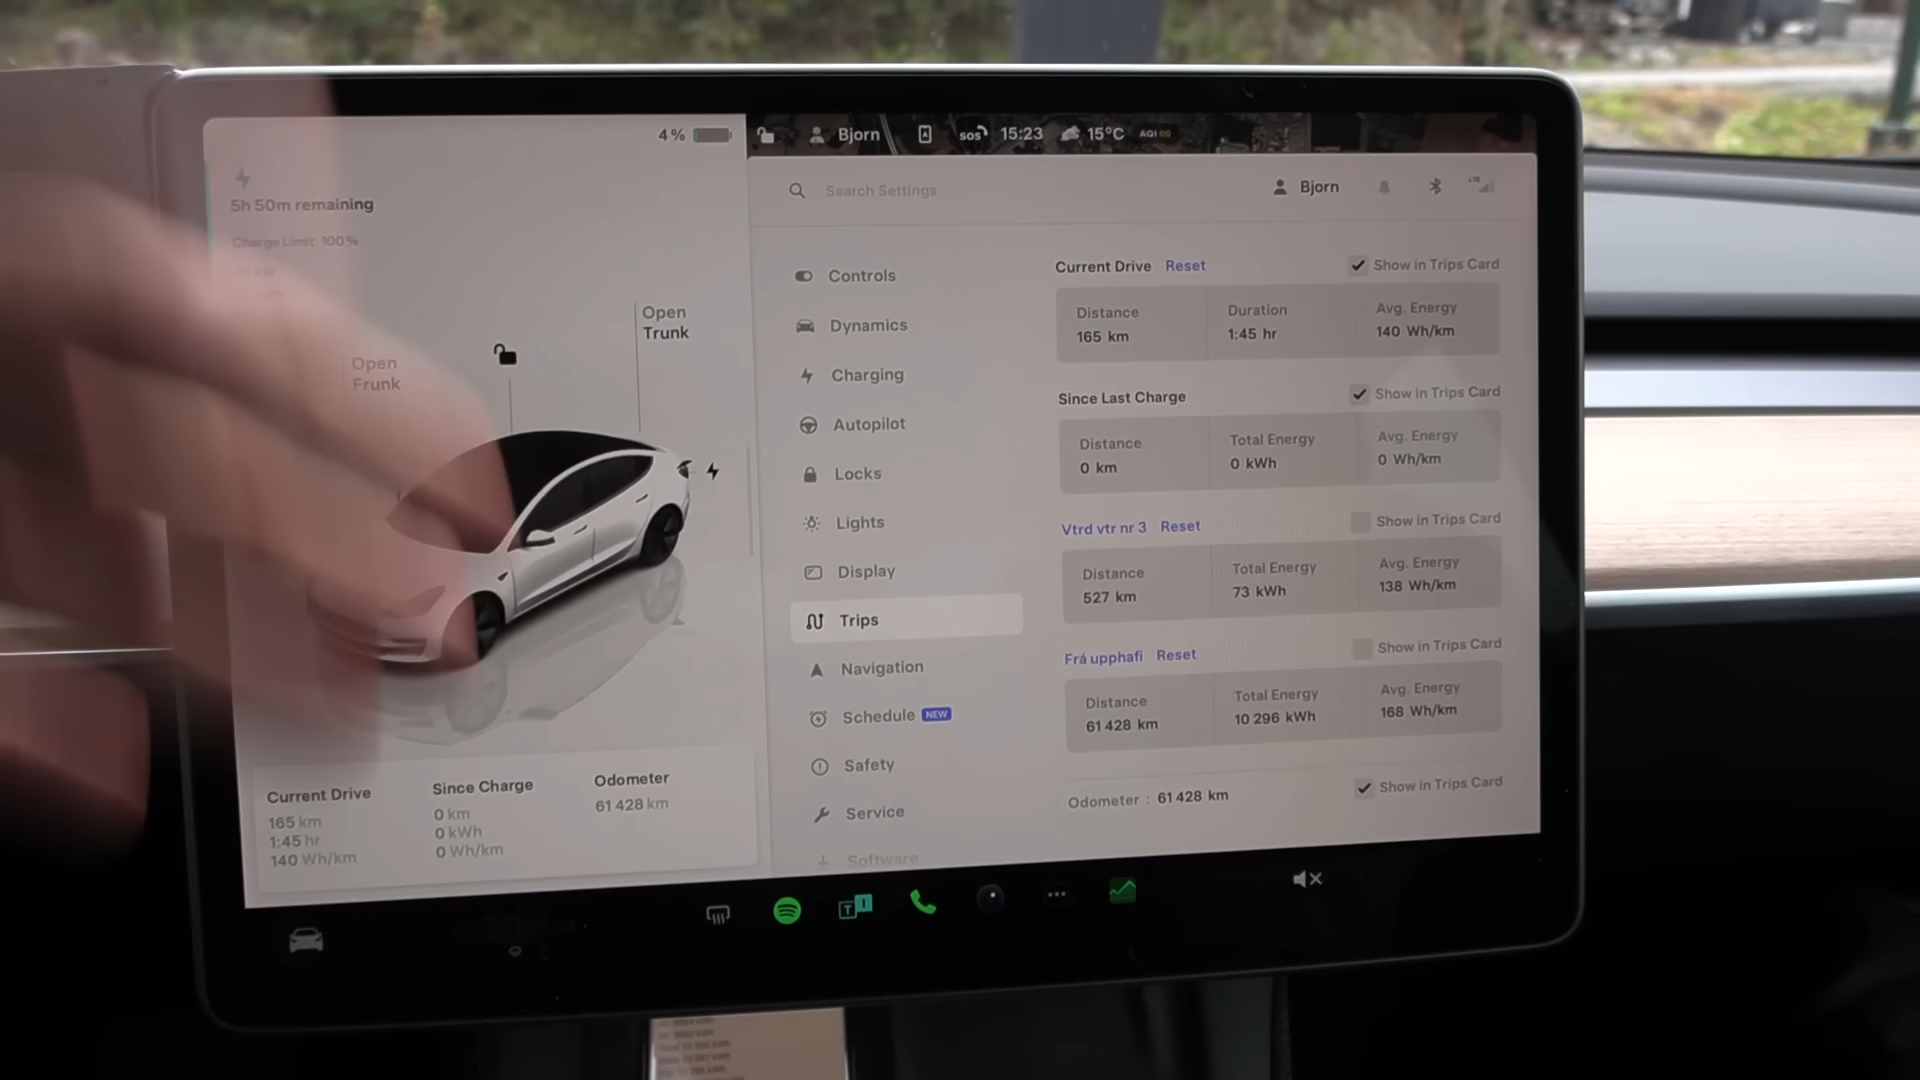 4%
5h 50m remaining
Charge Limit: 100%
Open
Trunk
Open
Frunk
Current Drive
165 km
1:45 hr
140 Wh/km
Since Charge
0 km
0 kWh
0 Wh/km
Odometer
61 428 km
Bjorn
SOS
15:23
15°C
AQI 60
Search Settings
Bjorn
LTE
Controls
Dynamics
Charging
Autopilot
Locks
Lights
Display
Trips
Navigation
Schedule NEW
Safety
Service
Software
Current Drive Reset
Show in Trips Card
Distance
165 km
Duration
1:45 hr
Avg. Energy
140 Wh/km
Since Last Charge
Show in Trips Card
Distance
0 km
Total Energy
0 kWh
Avg. Energy
0 Wh/km
Vtrd vtr nr 3 Reset
Show in Trips Card
Distance
527 km
Total Energy
73 kWh
Avg. Energy
138 Wh/km
Frá upphafi Reset
Show in Trips Card
Distance
61 428 km
Total Energy
10 296 kWh
Avg. Energy
168 Wh/km
Odometer : 61 428 km
Show in Trips Card